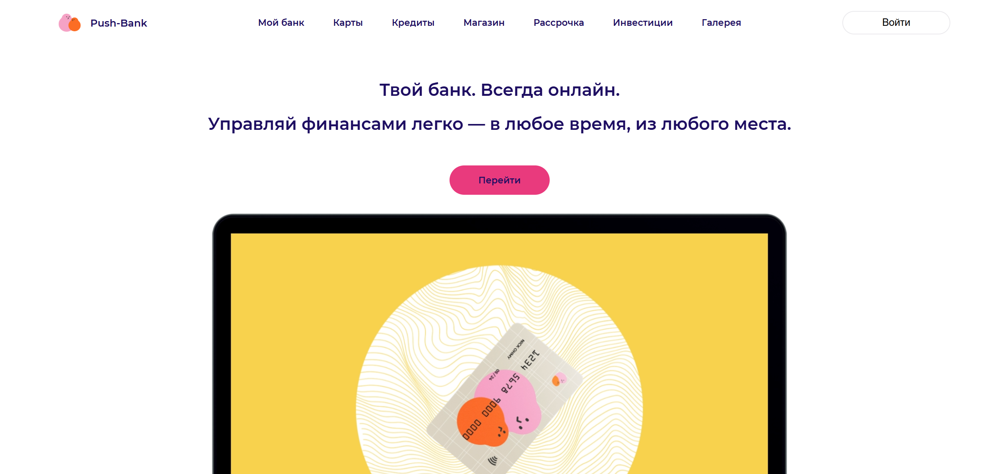 Push-Bank
Мой банк Карты Кредиты Магазин Рассрочка Инвестиции Галерея
Войти
Твой банк. Всегда онлайн.
Управляй финансами легко — в любое время, из любого места.
Перейти
NICK OHMY
1234 5678 9000 0000
05/24